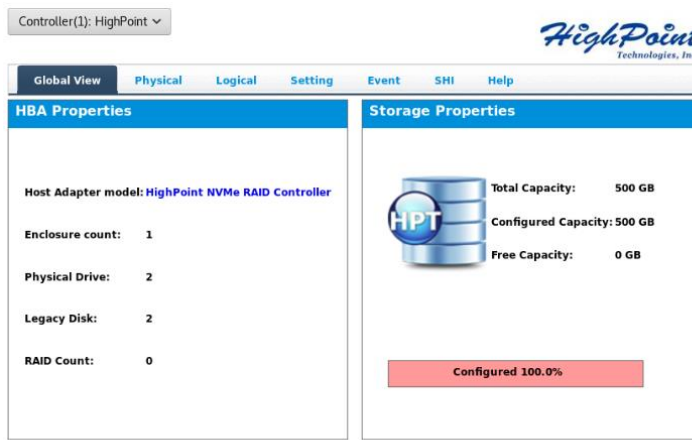 Controller(1): HighPoint
HighPoint
Technologies, In
Global View Physical Logical Setting Event SHI Help
HBA Properties
Host Adapter model: HighPoint NVMe RAID Controller
Enclosure count: 1
Physical Drive: 2
Legacy Disk: 2
RAID Count: 0
Storage Properties
HPT
Total Capacity: 500 GB
Configured Capacity: 500 GB
Free Capacity: 0 GB
Configured 100.0%